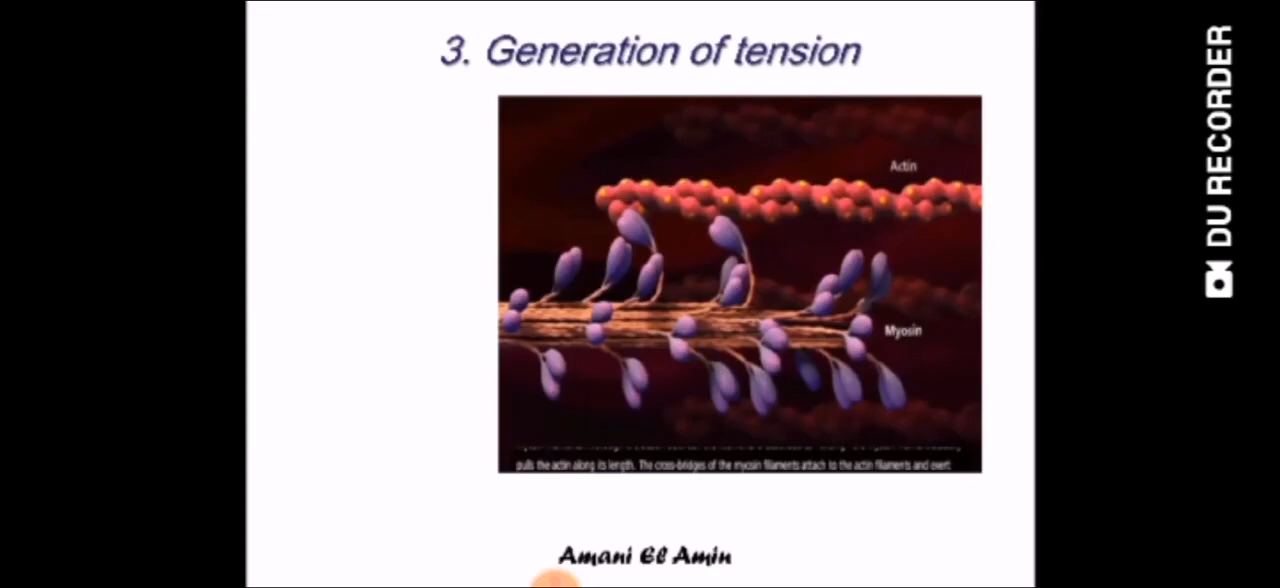 3. Generation of tension
Actin
Myosin
pulls the actin along its length. The cross-bridges of the myosin filaments attach to the actin filaments and exert
Amani El Amin
DU RECORDER